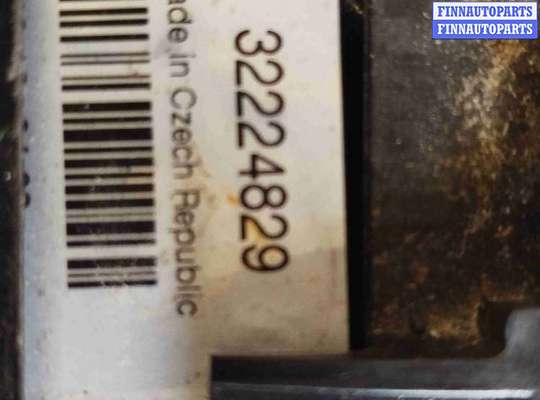 FINNAUTOPARTS
FINNAUTOPARTS
32224829
ade in Czech Republic